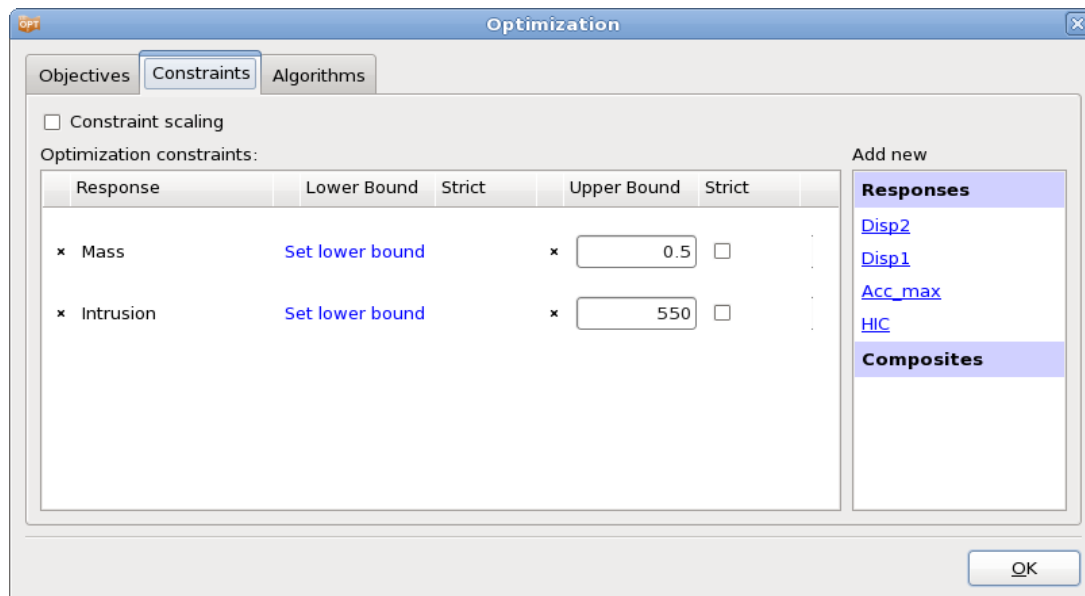 OPT Optimization
Objectives Constraints Algorithms
Constraint scaling
Optimization constraints: Add new
Response Lower Bound Strict Upper Bound Strict Responses
Disp2
Mass Set lower bound 0.5
Disp1
Acc_max
Intrusion Set lower bound 550
HIC
Composites
OK